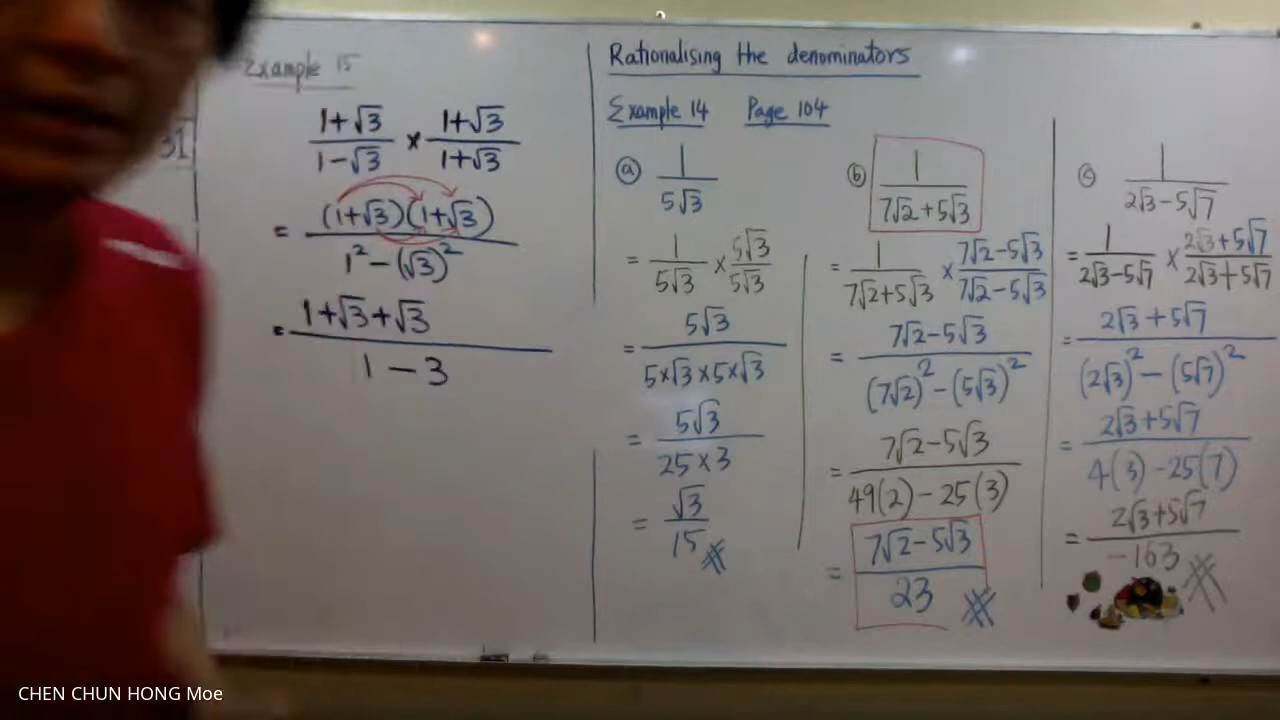 Example 15
31
1+√3/1-√3 × 1+√3/1+√3
= (1+√3)(1+√3)/1² - (√3)²
= 1+√3+√3/1 - 3
Rationalising the denominators
Example 14 Page 104
ⓐ 1/5√3
= 1/5√3 × 5√3/5√3
= 5√3/5×√3×5×√3
= 5√3/25×3
= √3/15
ⓑ 1/7√2+5√3
= 1/7√2+5√3 × 7√2-5√3/7√2-5√3
= 7√2-5√3/(7√2)² - (5√3)²
= 7√2-5√3/49(2) - 25(3)
= 7√2-5√3/23
ⓒ 1/2√3-5√7
= 1/2√3-5√7 × 2√3+5√7/2√3+5√7
= 2√3+5√7/(2√3)² - (5√7)²
= 2√3+5√7/4(3) - 25(7)
= 2√3+5√7/-163
CHEN CHUN HONG Moe